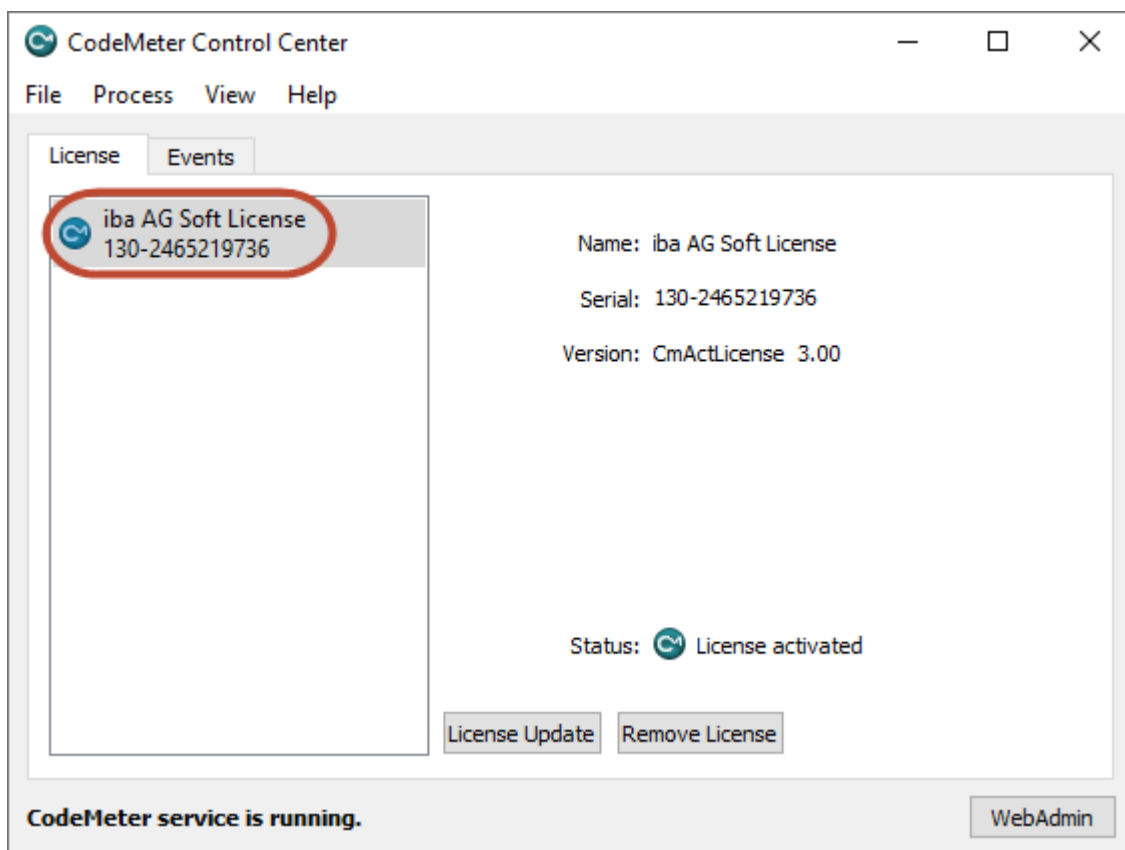 CodeMeter Control Center
File Process View Help
License Events
iba AG Soft License
130-2465219736
Name: iba AG Soft License
Serial: 130-2465219736
Version: CmActLicense 3.00
Status: License activated
License Update Remove License
CodeMeter service is running.
WebAdmin